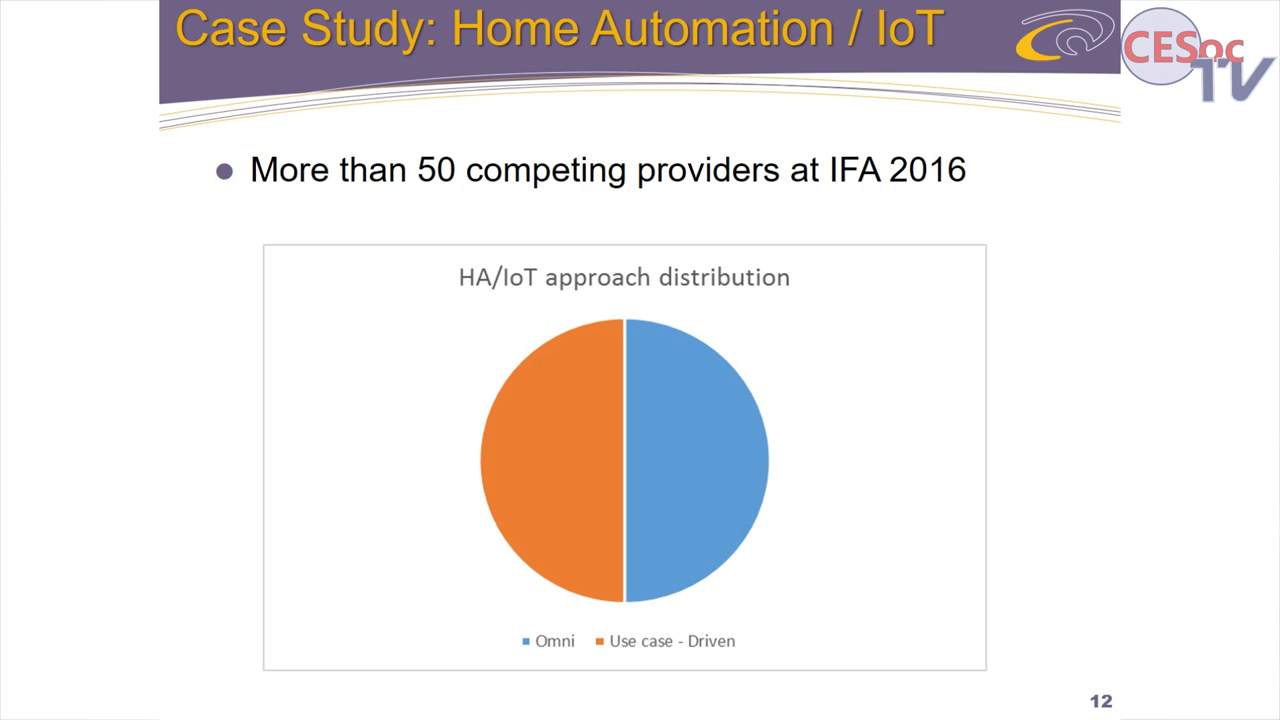 Case Study: Home Automation / IoT
CESoc
TV
More than 50 competing providers at IFA 2016
HA/IoT approach distribution
Omni
Use case - Driven
12